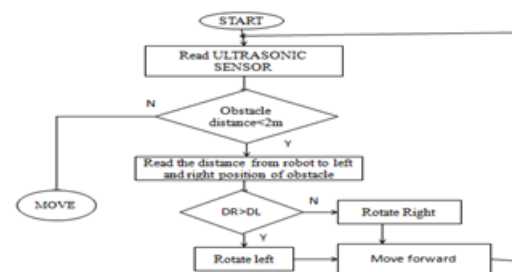 START
Read ULTRASONIC
SENSOR
N
Obstacle
distance<2m
Y
Read the distance from robot to left
and right position of obstacle
MOVE
DR>DL
N
Rotate Right
Y
Rotate left
Move forward